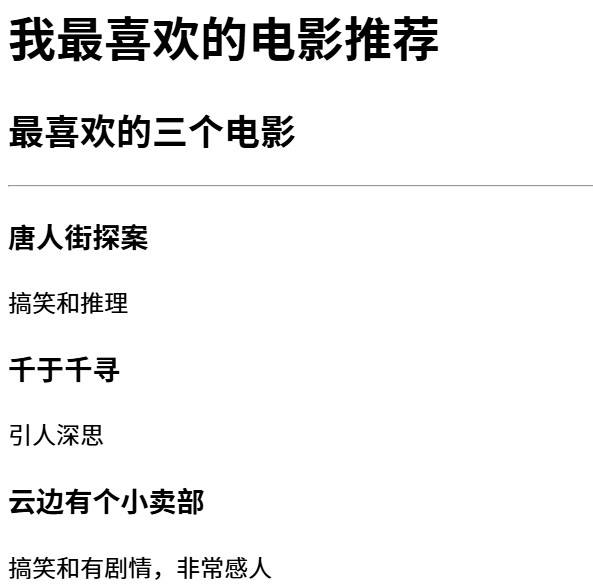 我最喜欢的电影推荐
最喜欢的三个电影
唐人街探案
搞笑和推理
千于千寻
引人深思
云边有个小卖部
搞笑和有剧情，非常感人